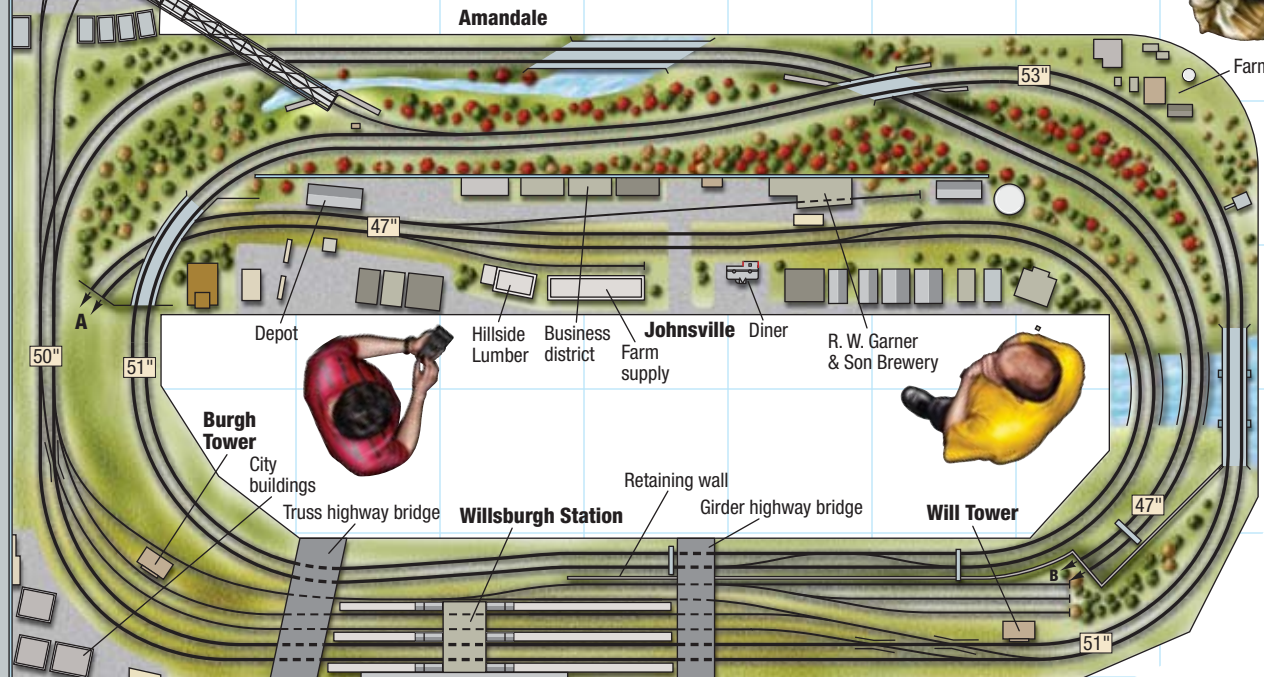 Amandale
53"
Farm
47"
A
Depot
Hillside
Lumber
Business
district
Farm
supply
Johnsville
Diner
R. W. Garner
& Son Brewery
50"
51"
Burgh
Tower
City
buildings
Truss highway bridge
Willsburgh Station
Retaining wall
Girder highway bridge
Will Tower
47"
B
51"